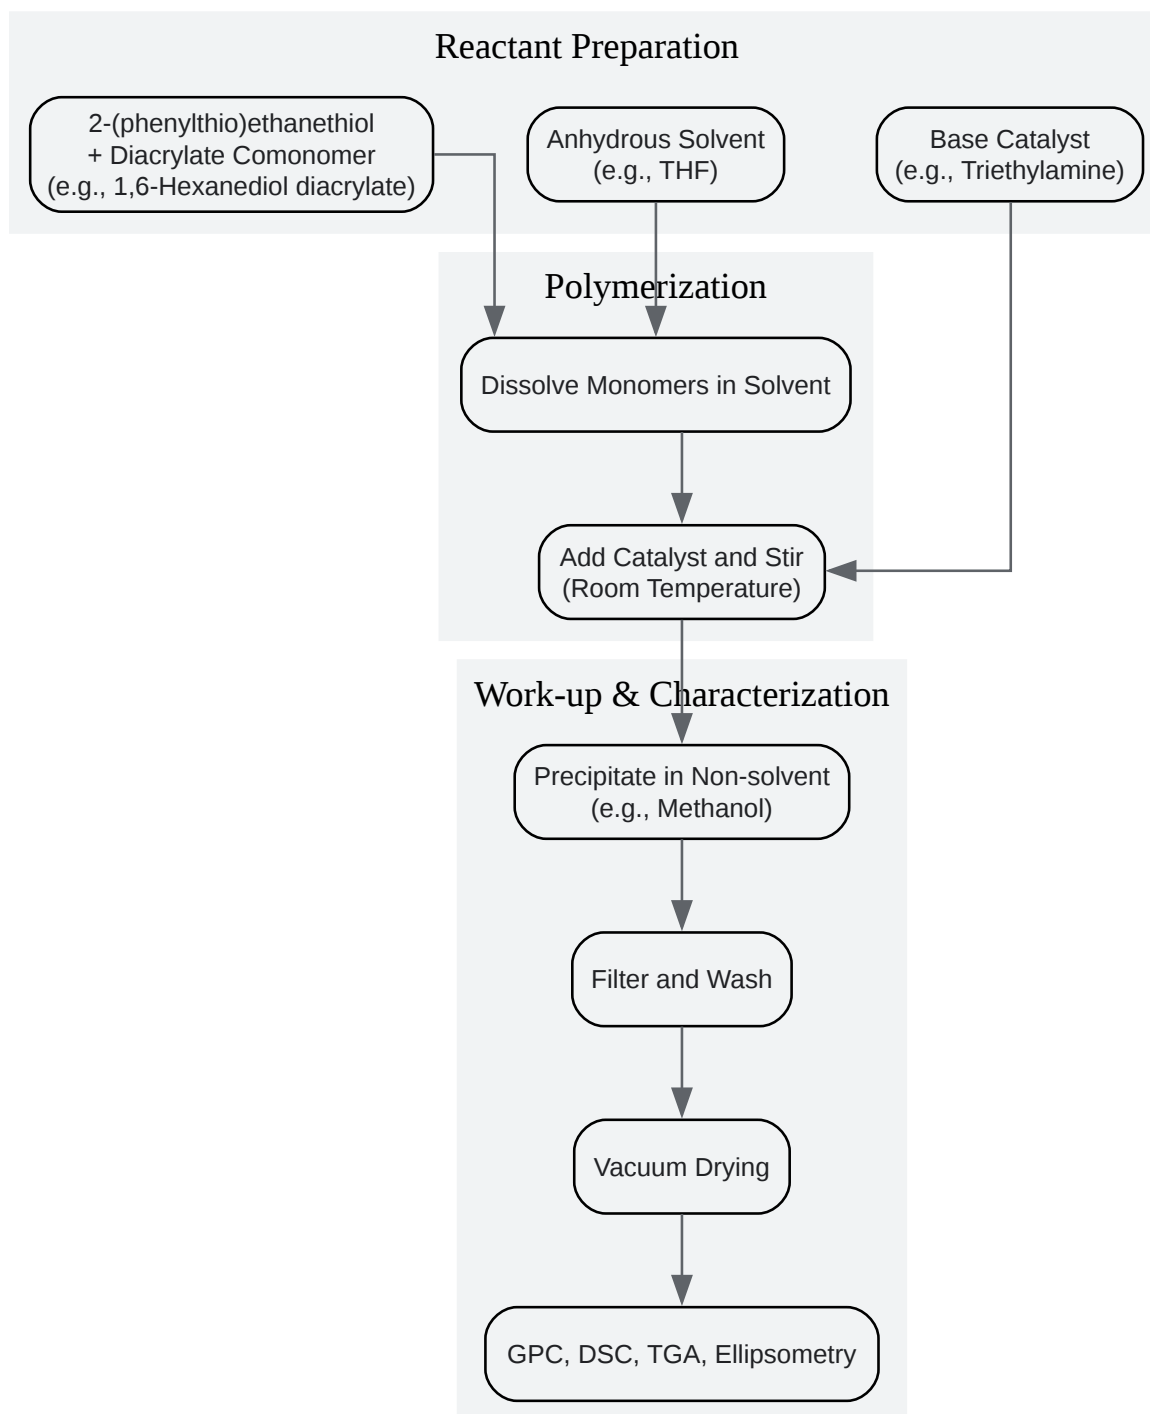 Reactant Preparation
2-(phenylthio)ethanethiol
+ Diacrylate Comonomer
(e.g., 1,6-Hexanediol diacrylate)
Anhydrous Solvent
(e.g., THF)
Base Catalyst
(e.g., Triethylamine)
Polymerization
Dissolve Monomers in Solvent
Add Catalyst and Stir
(Room Temperature)
Work-up & Characterization
Precipitate in Non-solvent
(e.g., Methanol)
Filter and Wash
Vacuum Drying
GPC, DSC, TGA, Ellipsometry